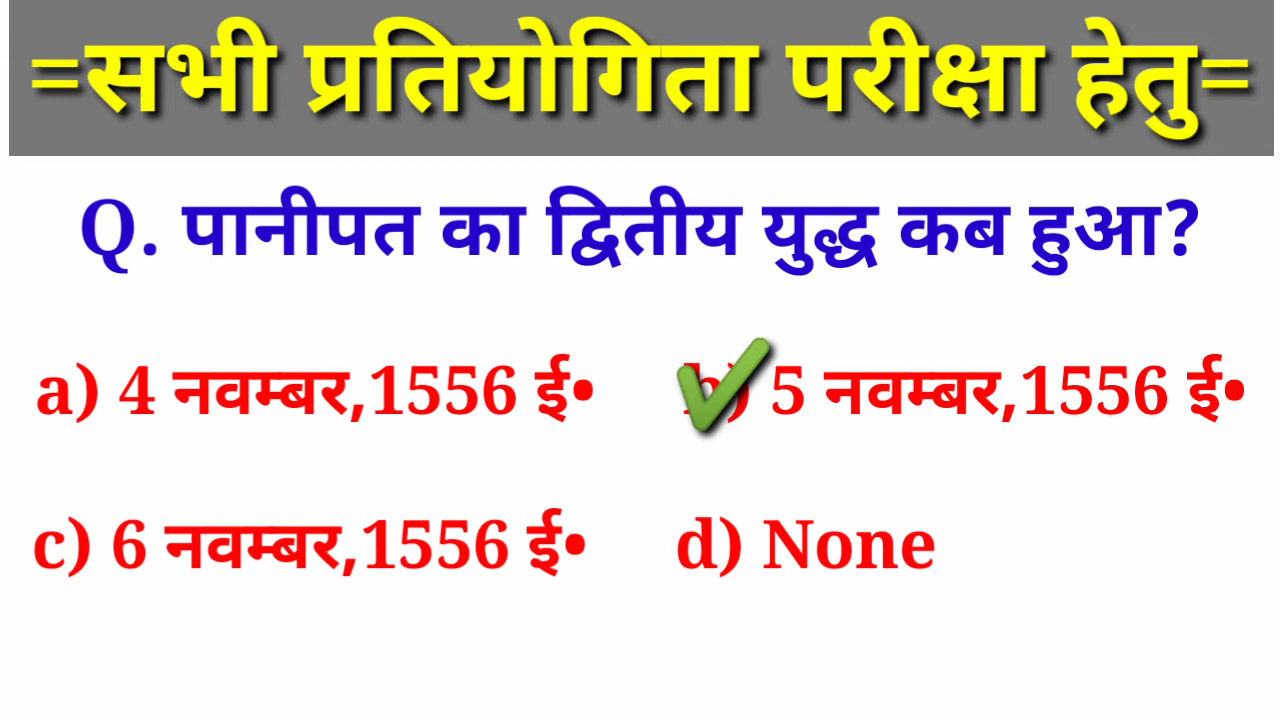 =सभी प्रतियोगिता परीक्षा हेतु=
Q. पानीपत का द्वितीय युद्ध कब हुआ?
a) 4 नवम्बर,1556 ई• b) 5 नवम्बर,1556 ई•
c) 6 नवम्बर,1556 ई• d) None